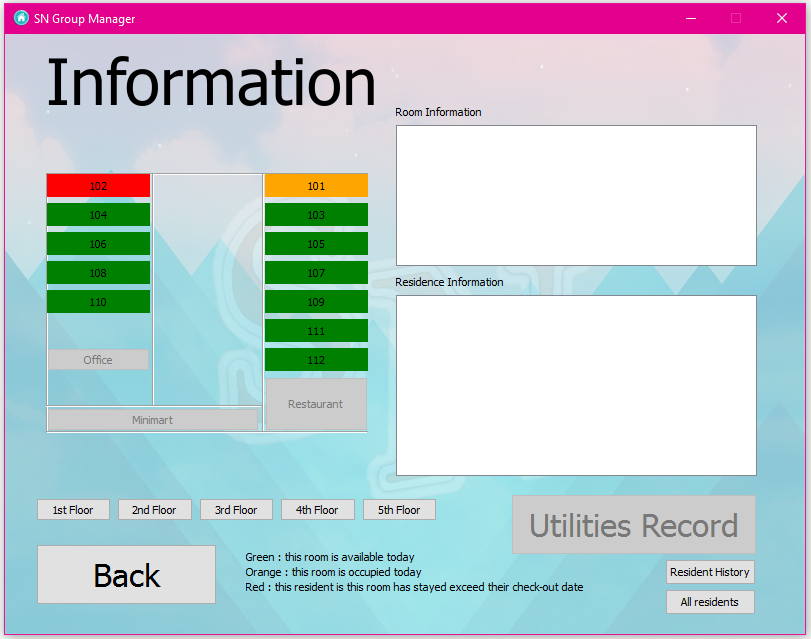 SN Group Manager
Information
Room Information
102
101
104
103
106
105
108
107
110
109
111
112
Office
Restaurant
Minimart
Residence Information
1st Floor
2nd Floor
3rd Floor
4th Floor
5th Floor
Utilities Record
Back
Green : this room is available today
Orange : this room is occupied today
Red : this resident is this room has stayed exceed their check-out date
Resident History
All residents